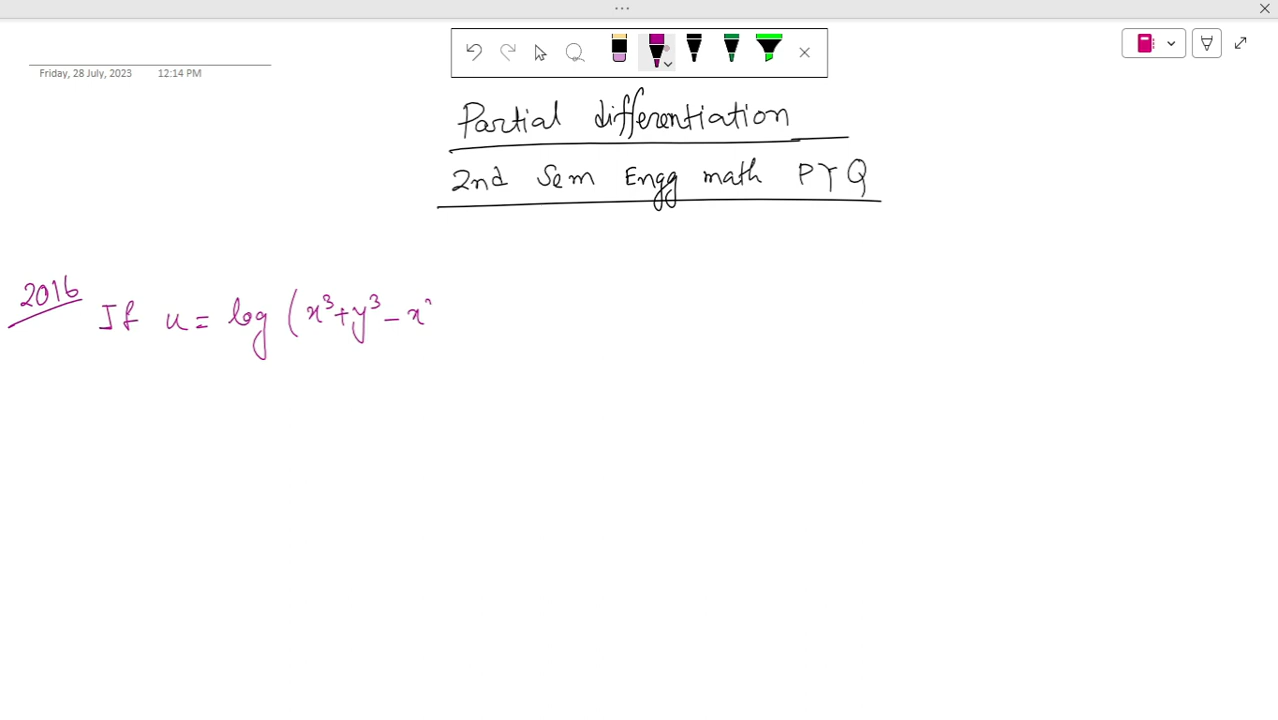 Friday, 28 July, 2023 12:14 PM
Partial differentiation
2nd Sem Engg math PYQ
2016
If u = log (x³+y³-x